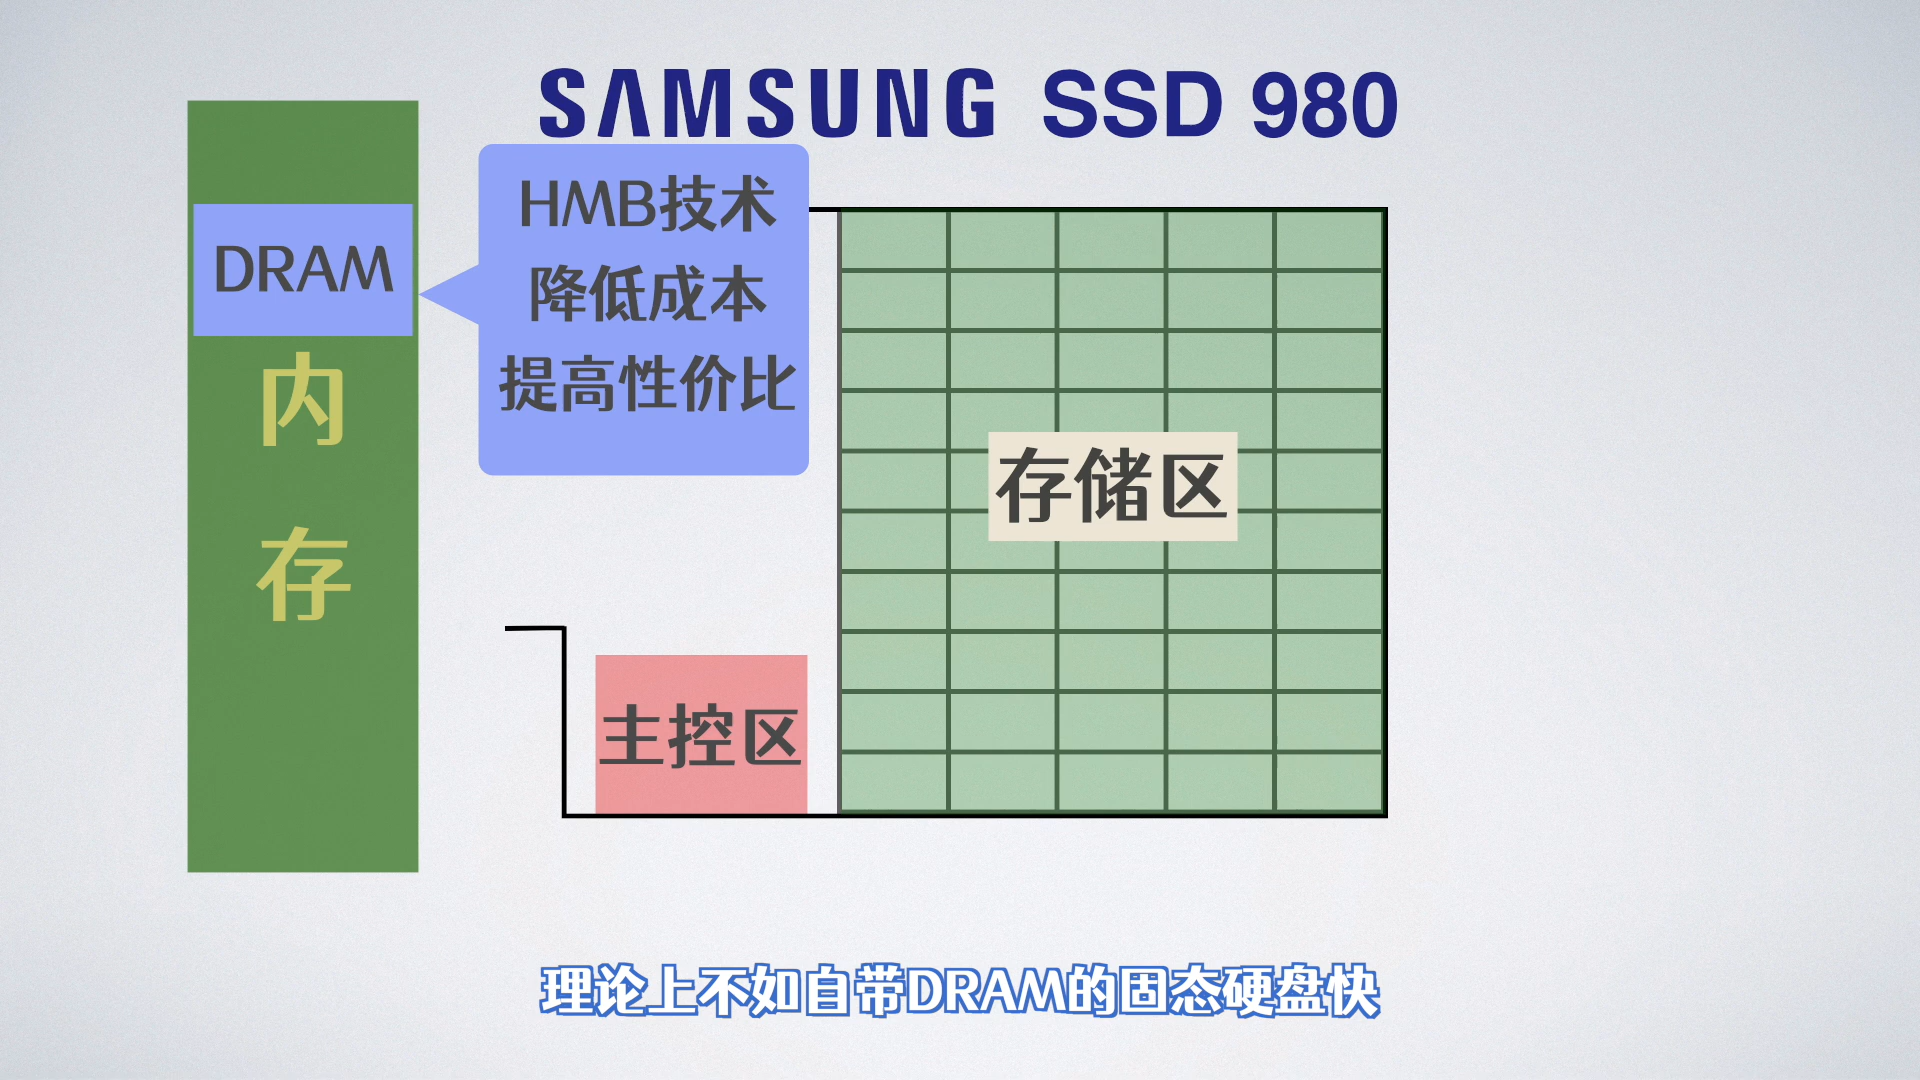 SAMSUNG SSD 980
DRAM
内
存
HMB技术
降低成本
提高性价比
存储区
主控区
理论上不如自带DRAM的固态硬盘快